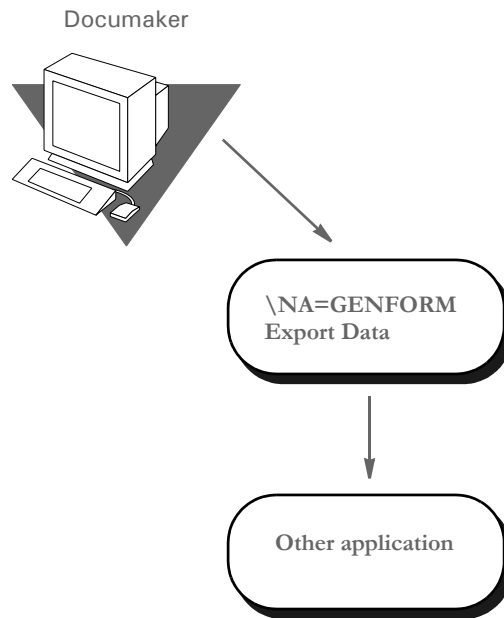 Documaker
\NA=GENFORM
Export Data
Other application